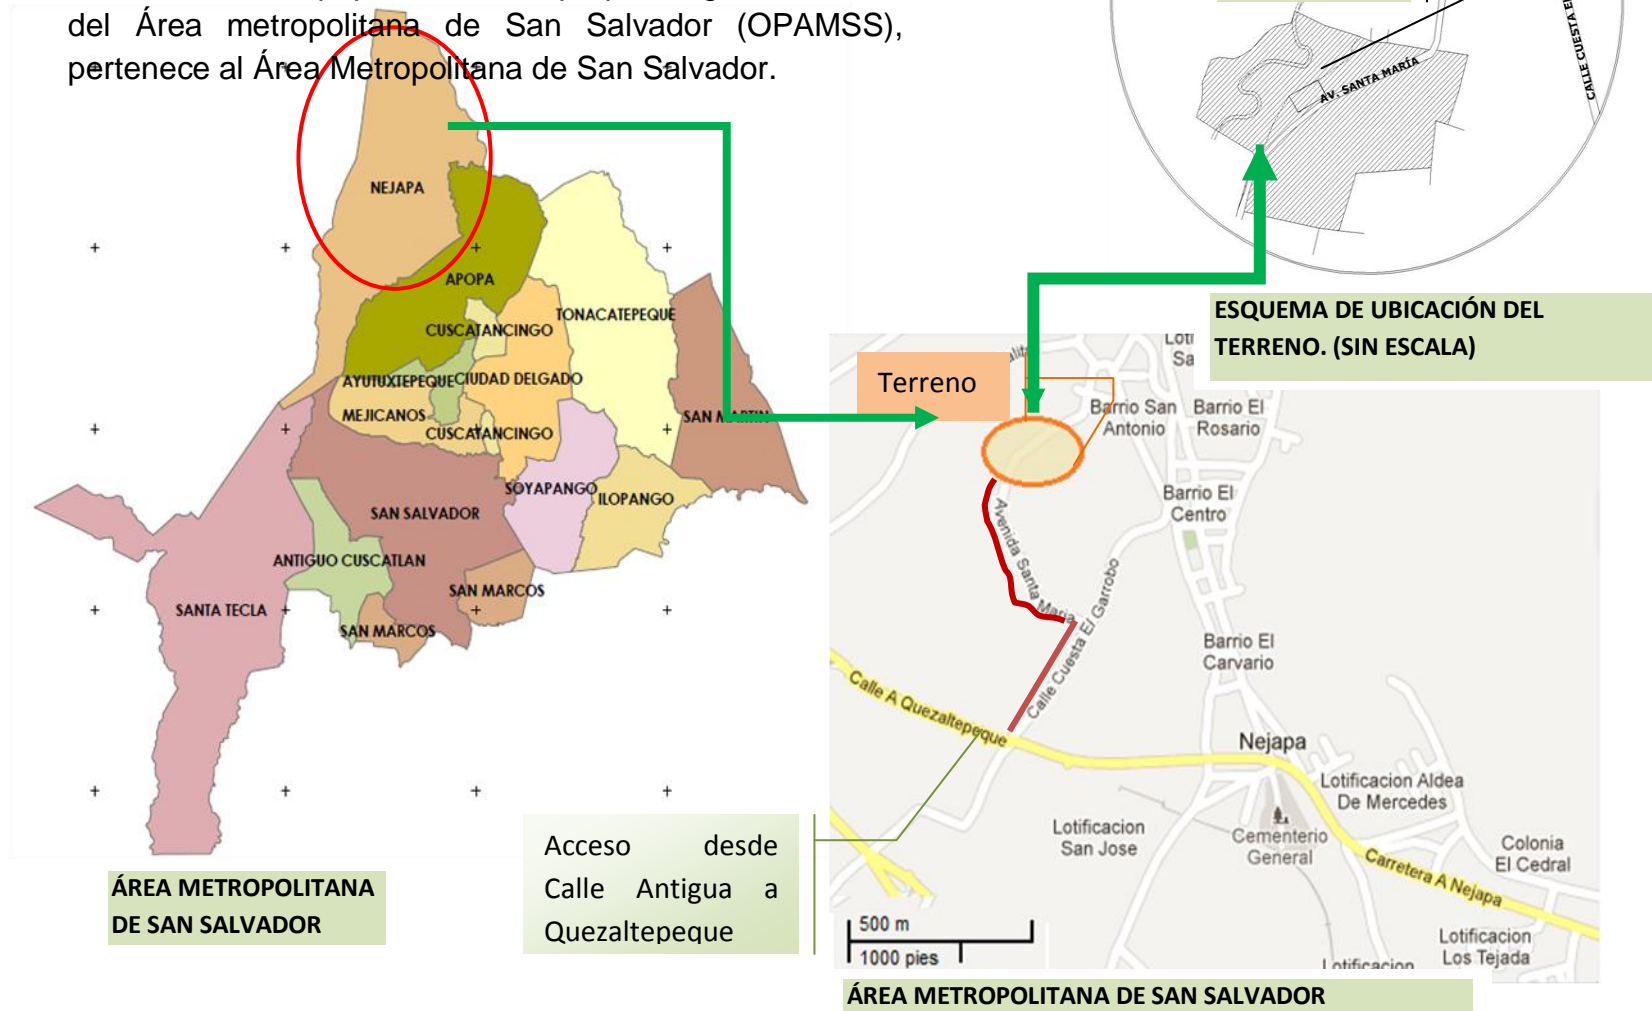 del Área metropolitana de San Salvador (OPAMSS),
pertenece al Área Metropolitana de San Salvador.
NEJAPA
APOPA
CUSCATANCINGO
TONACATEPEQUE
AYUTUXTEPEQUE
CIUDAD DELGADO
MEJICANOS
CUSCATANCINGO
SAN MARTIN
SOYAPANGO
ILOPANGO
SAN SALVADOR
ANTIGUO CUSCATLAN
SAN MARCOS
SANTA TECLA
SAN MARCOS
ÁREA METROPOLITANA
DE SAN SALVADOR
AV. SANTA MARÍA
CALLE CUESTA
ESQUEMA DE UBICACIÓN DEL
TERRENO. (SIN ESCALA)
Terreno
Barrio San
Antonio
Barrio El
Rosario
Barrio El
Centro
Avenida Santa Maria
Calle Cuesta El Garrobo
Barrio El
Carvario
Calle A Quezaltepeque
Nejapa
Lotificacion Aldea
De Mercedes
Lotificacion
San Jose
Cementerio
General
Colonia
El Cedral
Carretera A Nejapa
Lotificacion
Los Tejada
Lotificacion
500 m
1000 pies
Acceso desde
Calle Antigua a
Quezaltepeque
ÁREA METROPOLITANA DE SAN SALVADOR